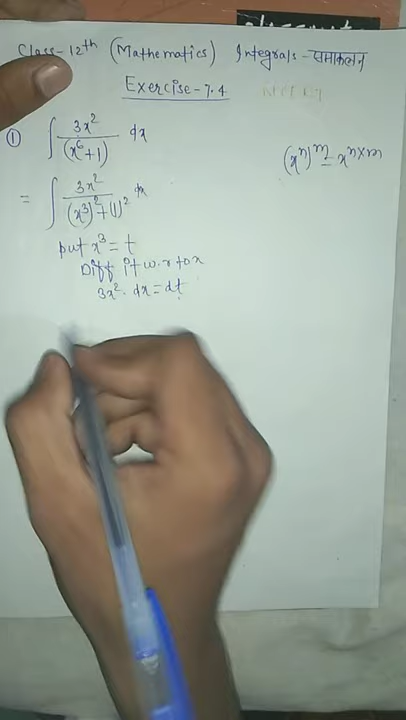 Class-12th (Mathematics) Integrals-समाकलन
Exercise-7.4 NCERT
① ∫ 3x²/(x⁶+1) dx
(xⁿ)ᵐ = xⁿˣᵐ
= ∫ 3x²/((x³)²+(1)²) dx
put x³ = t
Diff it w.r to x
3x². dx = dt